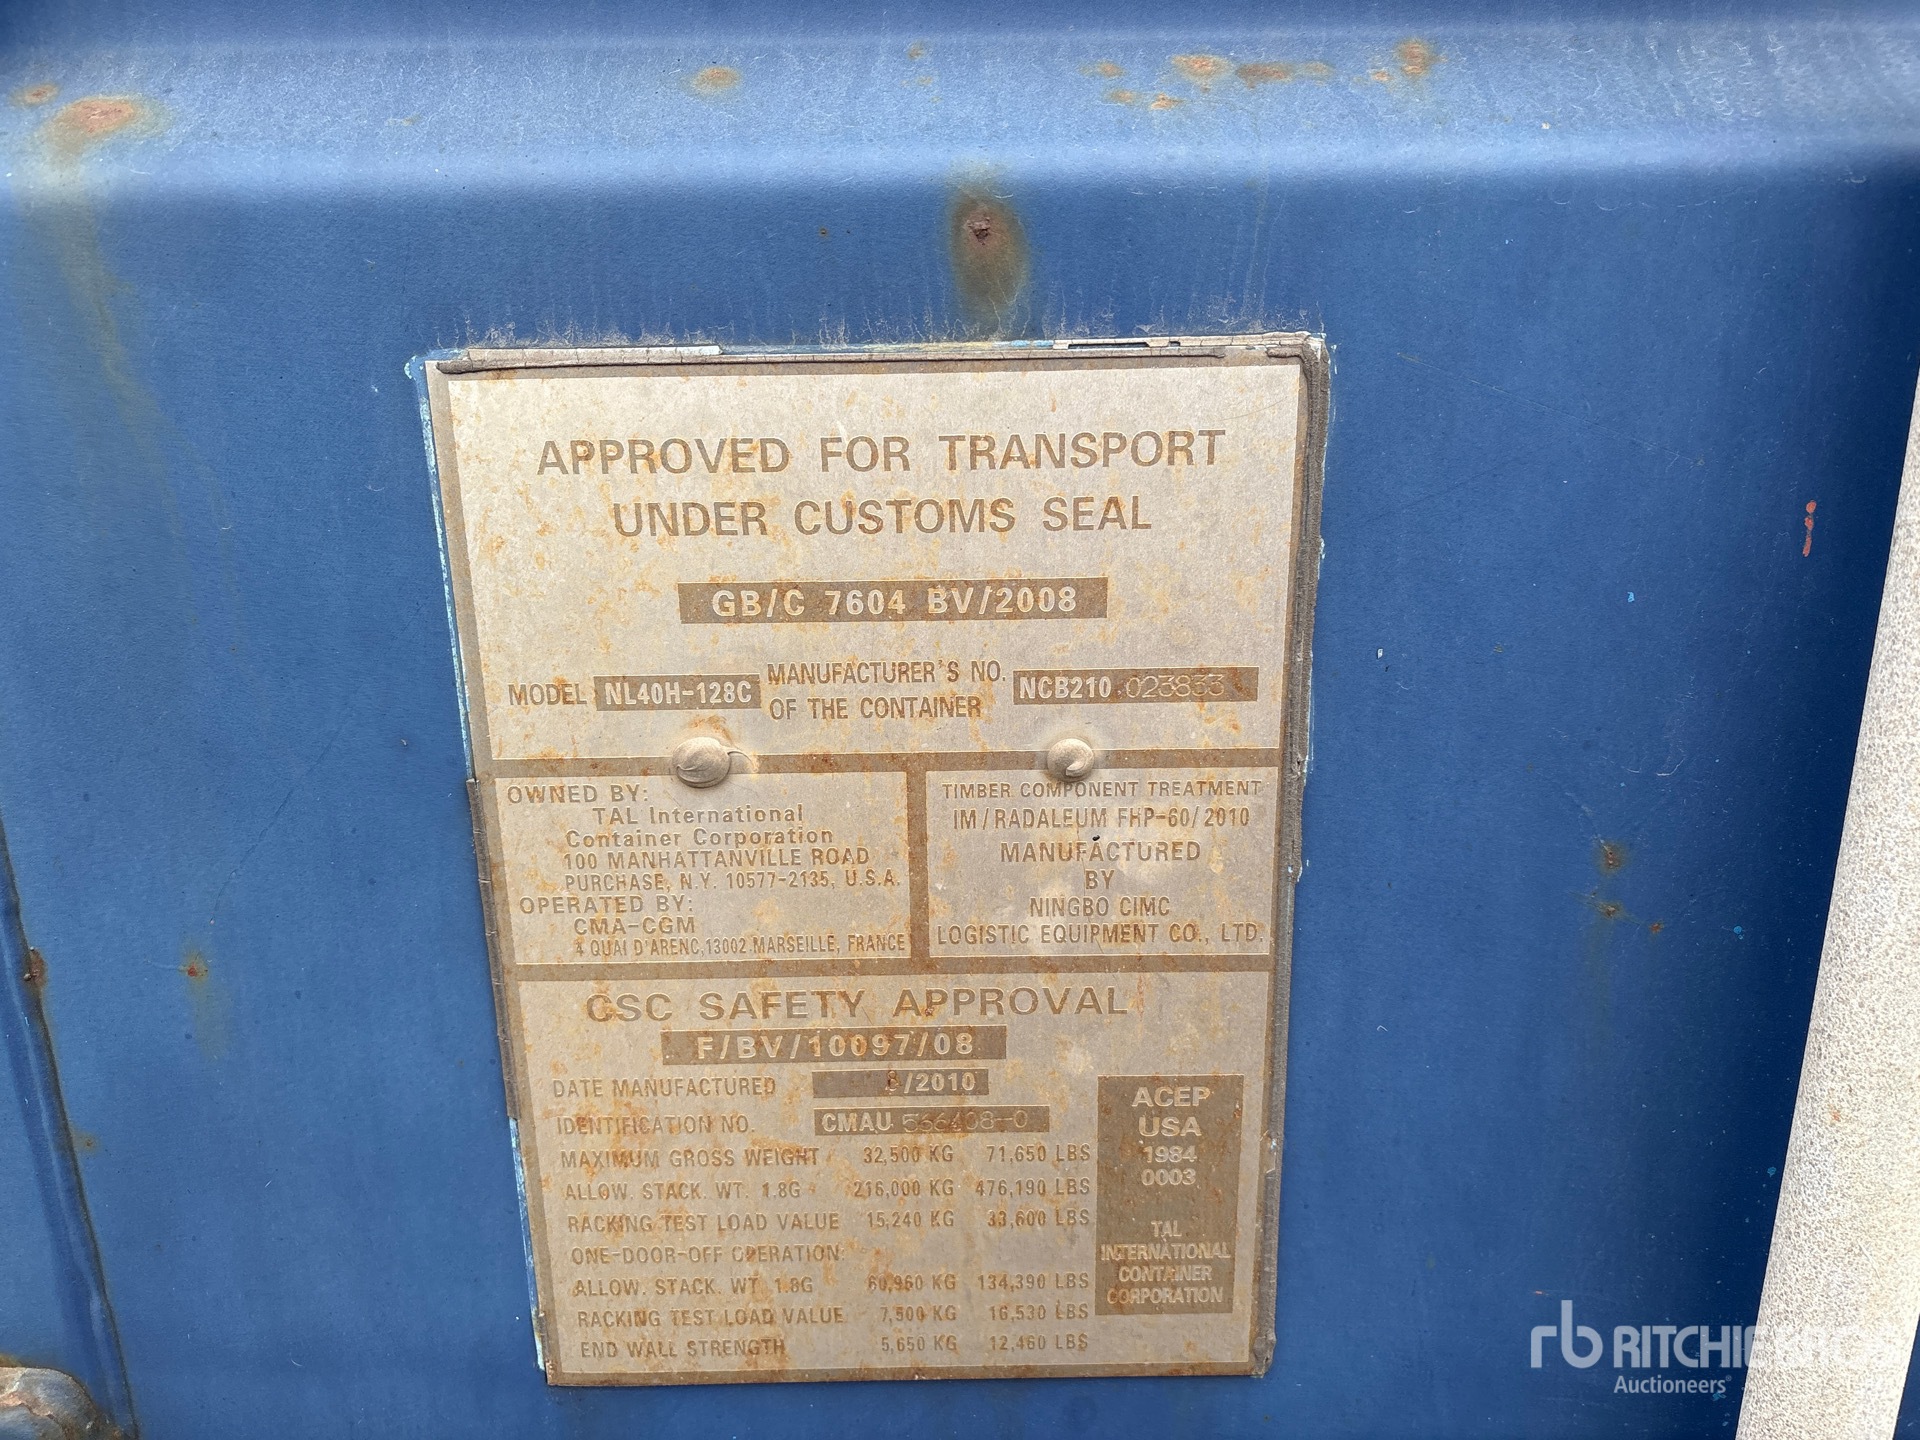 APPROVED FOR TRANSPORT
UNDER CUSTOMS SEAL
GB/C 7604 BV/2008
MODEL NL40H-128C MANUFACTURER'S NO. OF THE CONTAINER NCB210 023833
OWNED BY:
TAL International
Container Corporation
100 MANHATTANVILLE ROAD
PURCHASE, N.Y. 10577-2135, U.S.A.
OPERATED BY:
CMA-CGM
4 QUAI D'ARENC,13002 MARSEILLE, FRANCE
TIMBER COMPONENT TREATMENT
IM/RADALEUM FHP-60/2010
MANUFACTURED
BY
NINGBO CIMC
LOGISTIC EQUIPMENT CO., LTD.
CSC SAFETY APPROVAL
F/BV/10097/08
DATE MANUFACTURED /2010
IDENTIFICATION NO. CMAU 566408-0
MAXIMUM GROSS WEIGHT 32,500 KG 71,650 LBS
ALLOW. STACK. WT. 1.8G 216,000 KG 476,190 LBS
RACKING TEST LOAD VALUE 15,240 KG 33,600 LBS
ONE-DOOR-OFF OPERATION:
ALLOW. STACK. WT. 1.8G 60,960 KG 134,390 LBS
RACKING TEST LOAD VALUE 7,500 KG 16,530 LBS
END WALL STRENGTH 5,650 KG 12,460 LBS
ACEP
USA
1984
0003
TAL
INTERNATIONAL
CONTAINER
CORPORATION
rb RITCHIE BROS
Auctioneers